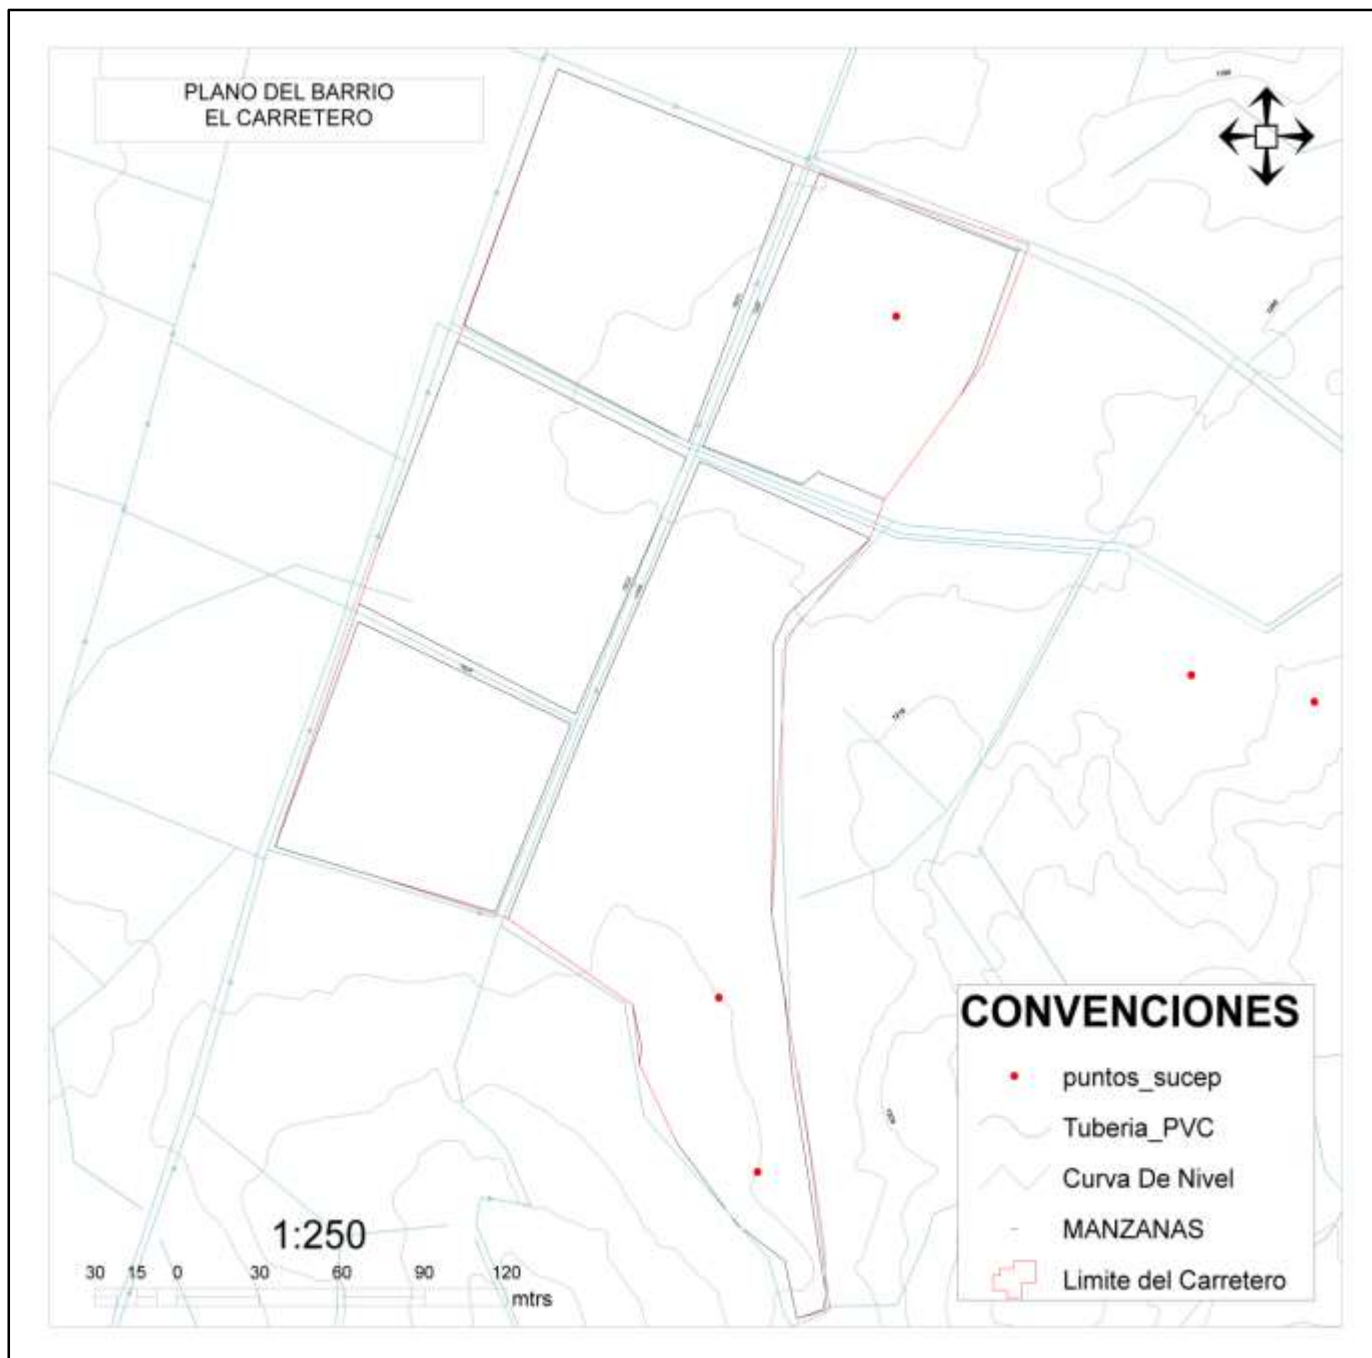 PLANO DEL BARRIO
EL CARRETERO
CONVENCIONES
puntos_sucep
Tuberia_PVC
Curva De Nivel
MANZANAS
Limite del Carretero
1:250
30 15 0 30 60 90 120
mtrs